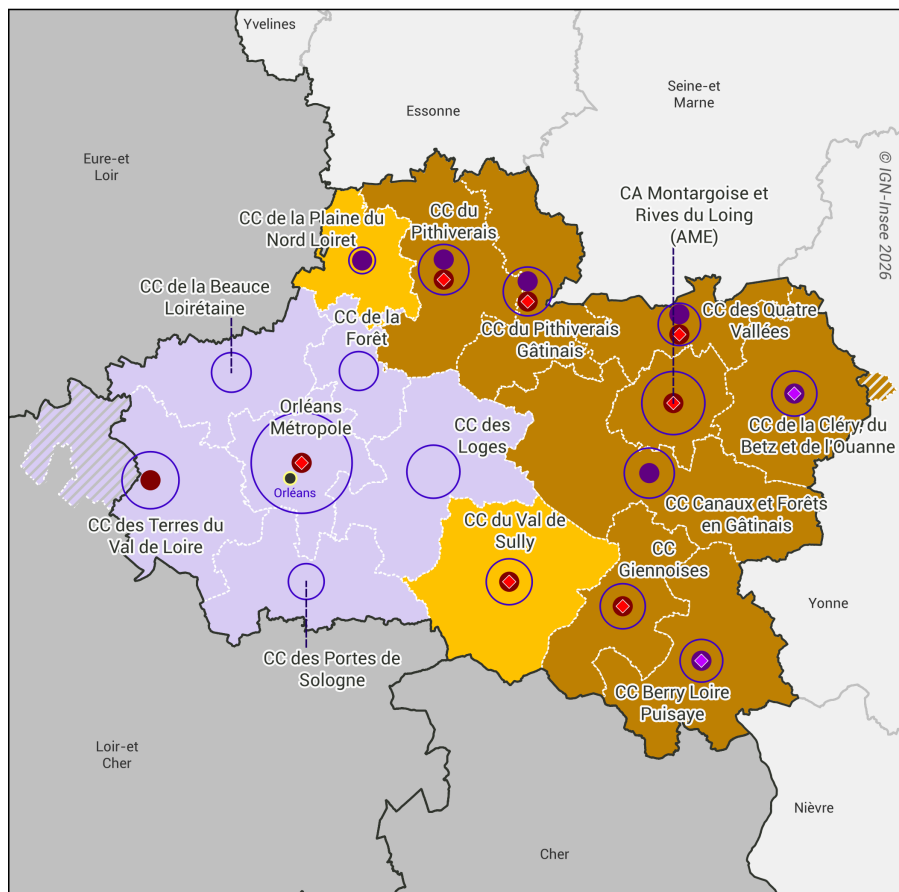 Yvelines
Essonne
Seine-et
Marne
Eure-et
Loir
© IGN-Insee 2026
CA Montargoise et
Rives du Loing
(AME)
CC de la Plaine du
Nord Loiret
CC du
Pithiverais
CC de la Beauce
Loirétaine
CC de la
Forêt
CC du Pithiverais
Gâtinais
CC des Quatre
Vallées
Orléans
Métropole
CC des
Loges
CC de la Cléry, du
Betz et de l'Ouanne
Orléans
CC des Terres du
Val de Loire
CC du Val de
Sully
CC Canaux et Forêts
en Gâtinais
CC
Giennoises
Yonne
CC des Portes de
Sologne
CC Berry Loire
Puisaye
Loir-et
Cher
Nièvre
Cher